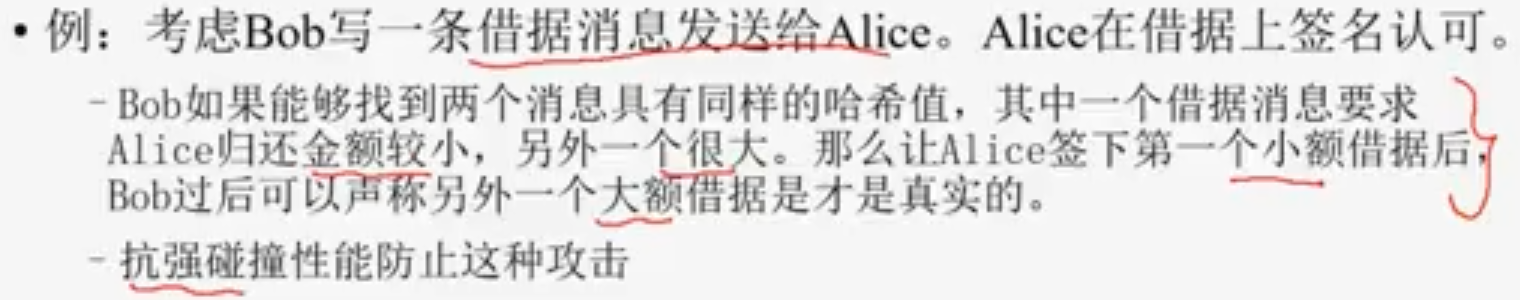 • 例：考虑Bob写一条借据消息发送给Alice。Alice在借据上签名认可。
– Bob如果能够找到两个消息具有同样的哈希值，其中一个借据消息要求
Alice归还金额较小，另外一个很大。那么让Alice签下第一个小额借据后，
Bob过后可以声称另外一个大额借据是才是真实的。
– 抗强碰撞性能防止这种攻击